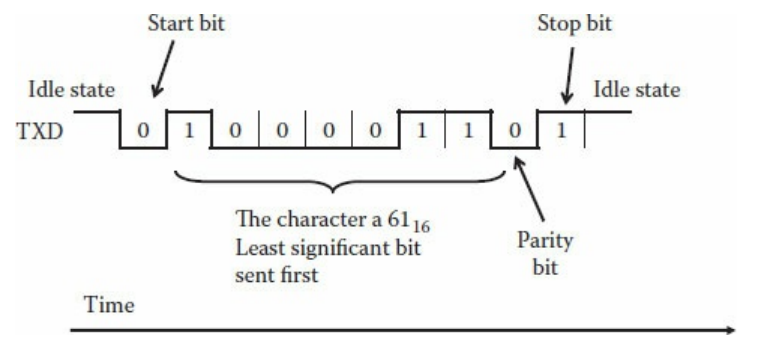 Start bit
Stop bit
Idle state
Idle state
TXD
0 1 0 0 0 0 1 1 0 1
The character a 61₁₆
Least significant bit
sent first
Parity
bit
Time